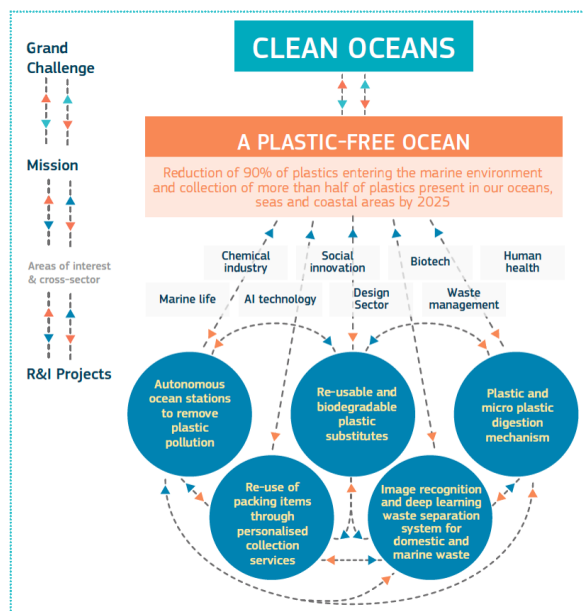 Grand
Challenge
CLEAN OCEANS
Mission
A PLASTIC-FREE OCEAN
Reduction of 90% of plastics entering the marine environment
and collection of more than half of plastics present in our oceans,
seas and coastal areas by 2025
Areas of interest
& cross-sector
Chemical
industry
Social
innovation
Biotech
Human
health
Marine life
AI technology
Design
Sector
Waste
management
R&I Projects
Autonomous
ocean stations
to remove
plastic
pollution
Re-usable and
biodegradable
plastic
substitutes
Plastic and
micro plastic
digestion
mechanism
Re-use of
packing items
through
personalised
collection
services
Image recognition
and deep learning
waste separation
system for
domestic and
marine waste